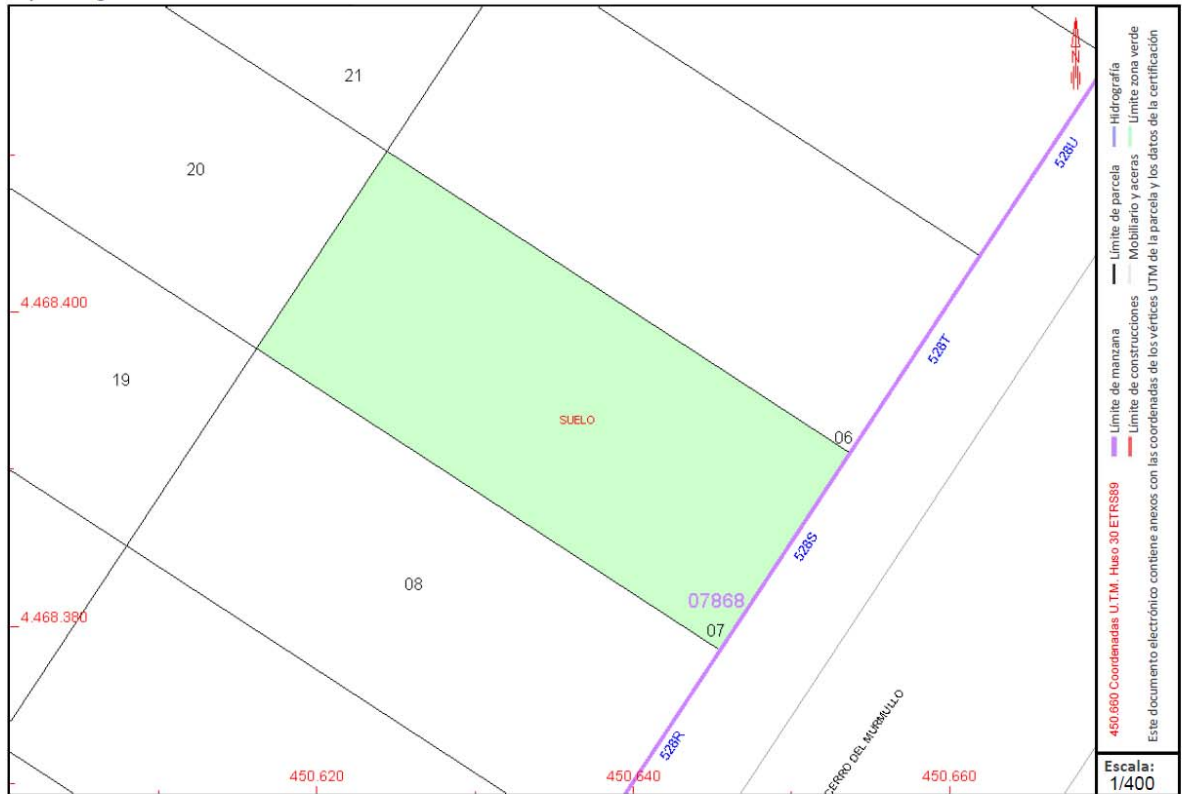 21
20
4.468.400
19
SUELO
06
528U
528T
528S
08
07868
07
4.468.380
528R
CERRO DEL MURMULLO
450.620
450.640
450.660
N
Límite de manzana
Límite de parcela
Hidrografía
Límite de construcciones
Mobiliario y aceras
Límite zona verde
450.660 Coordenadas U.T.M. Huso 30 ETRS89
Este documento electrónico contiene anexos con las coordenadas de los vértices UTM de la parcela y los datos de la certificación
Escala:
1/400